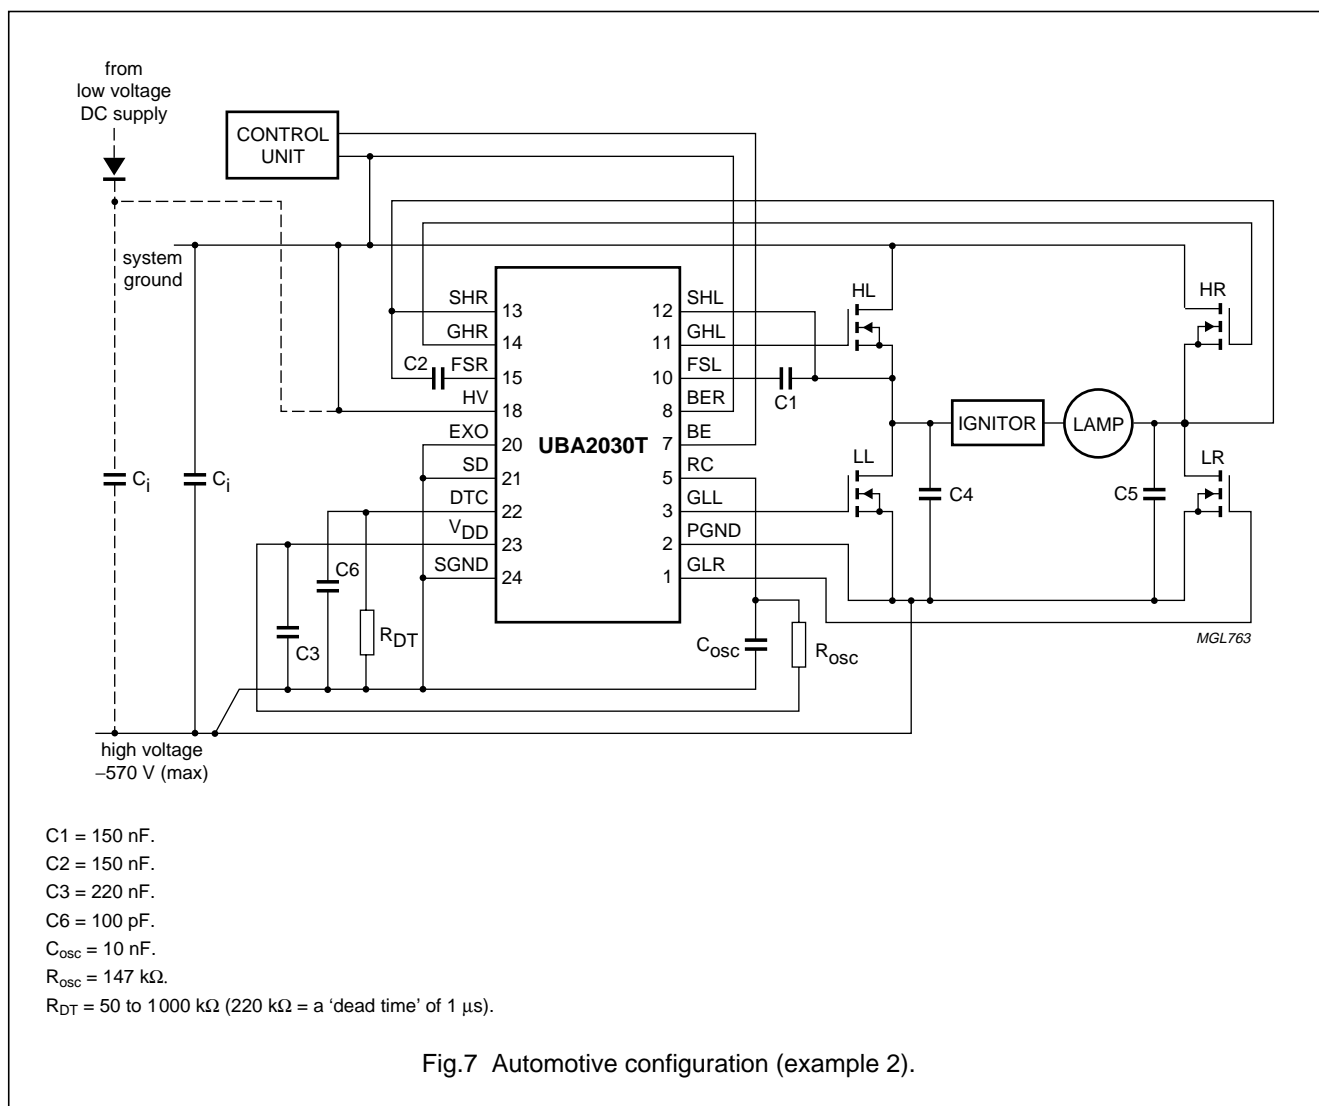 from
low voltage
DC supply
CONTROL
UNIT
system
ground
SHR
13
GHR
14
C2
FSR
15
HV
18
EXO
20
SD
21
DTC
22
VDD
23
SGND
24
UBA2030T
SHL
12
GHL
11
FSL
10
BER
8
BE
7
RC
5
GLL
3
PGND
2
GLR
1
C1
HL
HR
IGNITOR
LAMP
LL
LR
C4
C5
Ci
Ci
C6
C3
RDT
Cosc
Rosc
MGL763
high voltage
−570 V (max)
C1 = 150 nF.
C2 = 150 nF.
C3 = 220 nF.
C6 = 100 pF.
Cosc = 10 nF.
Rosc = 147 kΩ.
RDT = 50 to 1000 kΩ (220 kΩ = a ‘dead time’ of 1 μs).
Fig.7 Automotive configuration (example 2).